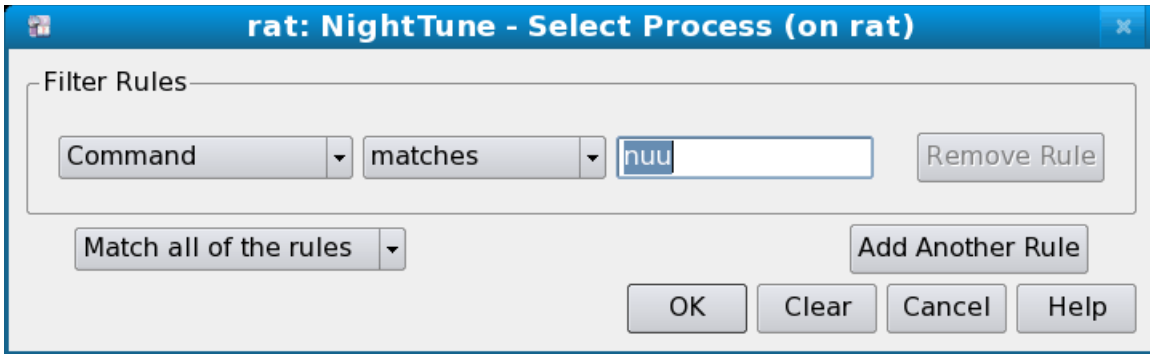 rat: NightTune - Select Process (on rat)
Filter Rules
Command matches nuu Remove Rule
Match all of the rules Add Another Rule
OK Clear Cancel Help